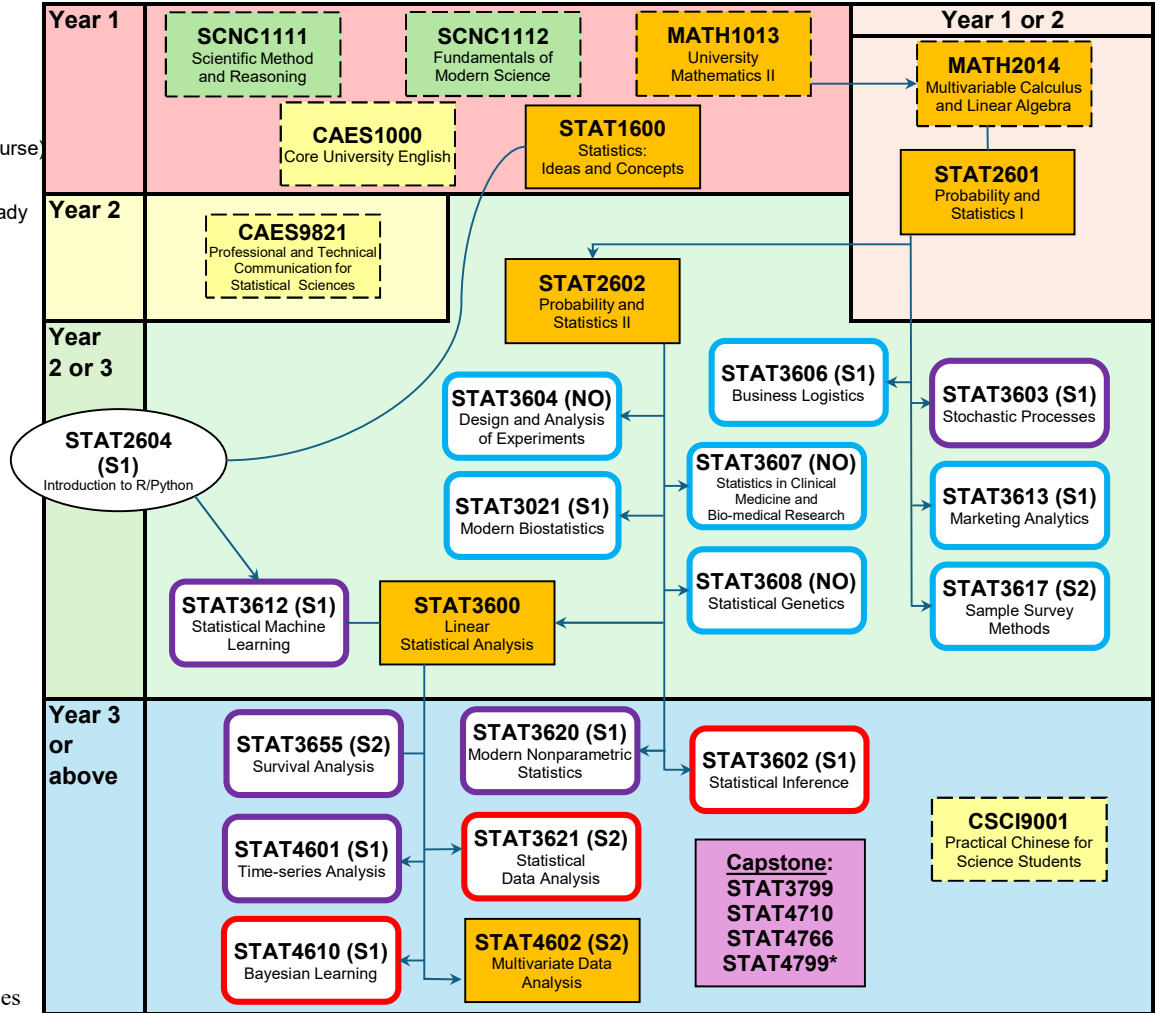 Year 1
SCNC1111
Scientific Method
and Reasoning
SCNC1112
Fundamentals of
Modern Science
MATH1013
University
Mathematics II
Year 1 or 2
MATH2014
Multivariable Calculus
and Linear Algebra
CAES1000
Core University English
STAT1600
Statistics:
Ideas and Concepts
STAT2601
Probability and
Statistics I
urse)
ady
Year 2
CAES9821
Professional and Technical
Communication for
Statistical Sciences
STAT2602
Probability and
Statistics II
Year
2 or 3
STAT2604
(S1)
Introduction to R/Python
STAT3604 (NO)
Design and Analysis
of Experiments
STAT3606 (S1)
Business Logistics
STAT3603 (S1)
Stochastic Processes
STAT3021 (S1)
Modern Biostatistics
STAT3607 (NO)
Statistics in Clinical
Medicine and
Bio-medical Research
STAT3613 (S1)
Marketing Analytics
STAT3612 (S1)
Statistical Machine
Learning
STAT3600
Linear
Statistical Analysis
STAT3608 (NO)
Statistical Genetics
STAT3617 (S2)
Sample Survey
Methods
Year 3
or
above
STAT3655 (S2)
Survival Analysis
STAT3620 (S1)
Modern Nonparametric
Statistics
STAT3602 (S1)
Statistical Inference
STAT4601 (S1)
Time-series Analysis
STAT3621 (S2)
Statistical
Data Analysis
CSCI9001
Practical Chinese for
Science Students
Capstone:
STAT3799
STAT4710
STAT4766
STAT4799*
STAT4610 (S1)
Bayesian Learning
STAT4602 (S2)
Multivariate Data
Analysis
es